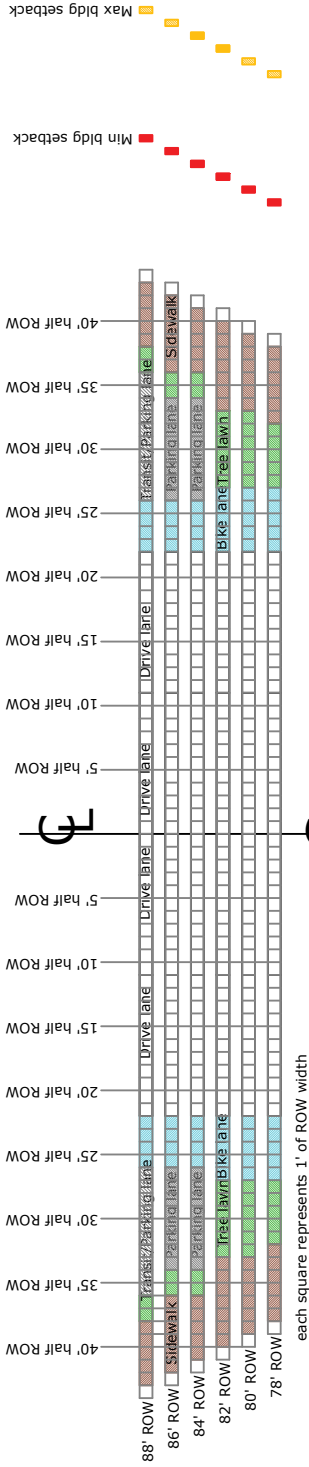 Max bldg setback
Min bldg setback
40' half ROW
35' half ROW
30' half ROW
25' half ROW
20' half ROW
15' half ROW
10' half ROW
5' half ROW
CL
5' half ROW
10' half ROW
15' half ROW
20' half ROW
25' half ROW
30' half ROW
35' half ROW
40' half ROW
88' ROW
Transit/Parking lane
Drive lane
Drive lane
Drive lane
Drive lane
Transit/Parking lane
86' ROW
Sidewalk
Parking lane
Parking lane
Sidewalk
84' ROW
Parking lane
Parking lane
82' ROW
Tree lawn
Bike lane
Bike lane
Tree lawn
80' ROW
78' ROW
each square represents 1' of ROW width